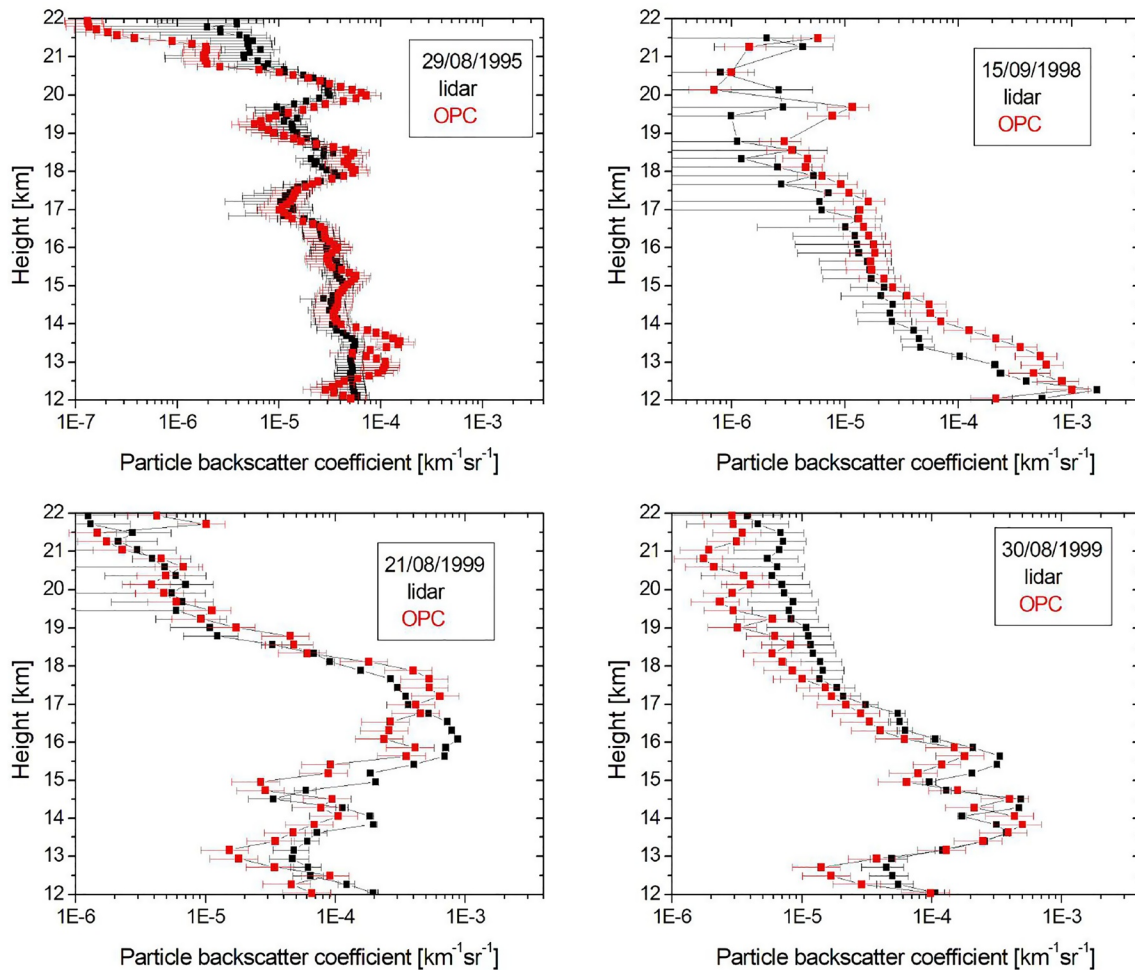 22
21
20
19
18
17
16
15
14
13
12
Height [km]
29/08/1995
lidar
OPC
1E-7 1E-6 1E-5 1E-4 1E-3
Particle backscatter coefficient [km⁻¹sr⁻¹]
22
21
20
19
18
17
16
15
14
13
12
Height [km]
15/09/1998
lidar
OPC
1E-6 1E-5 1E-4 1E-3
Particle backscatter coefficient [km⁻¹sr⁻¹]
22
21
20
19
18
17
16
15
14
13
12
Height [km]
21/08/1999
lidar
OPC
1E-6 1E-5 1E-4 1E-3
Particle backscatter coefficient [km⁻¹sr⁻¹]
22
21
20
19
18
17
16
15
14
13
12
Height [km]
30/08/1999
lidar
OPC
1E-6 1E-5 1E-4 1E-3
Particle backscatter coefficient [km⁻¹sr⁻¹]